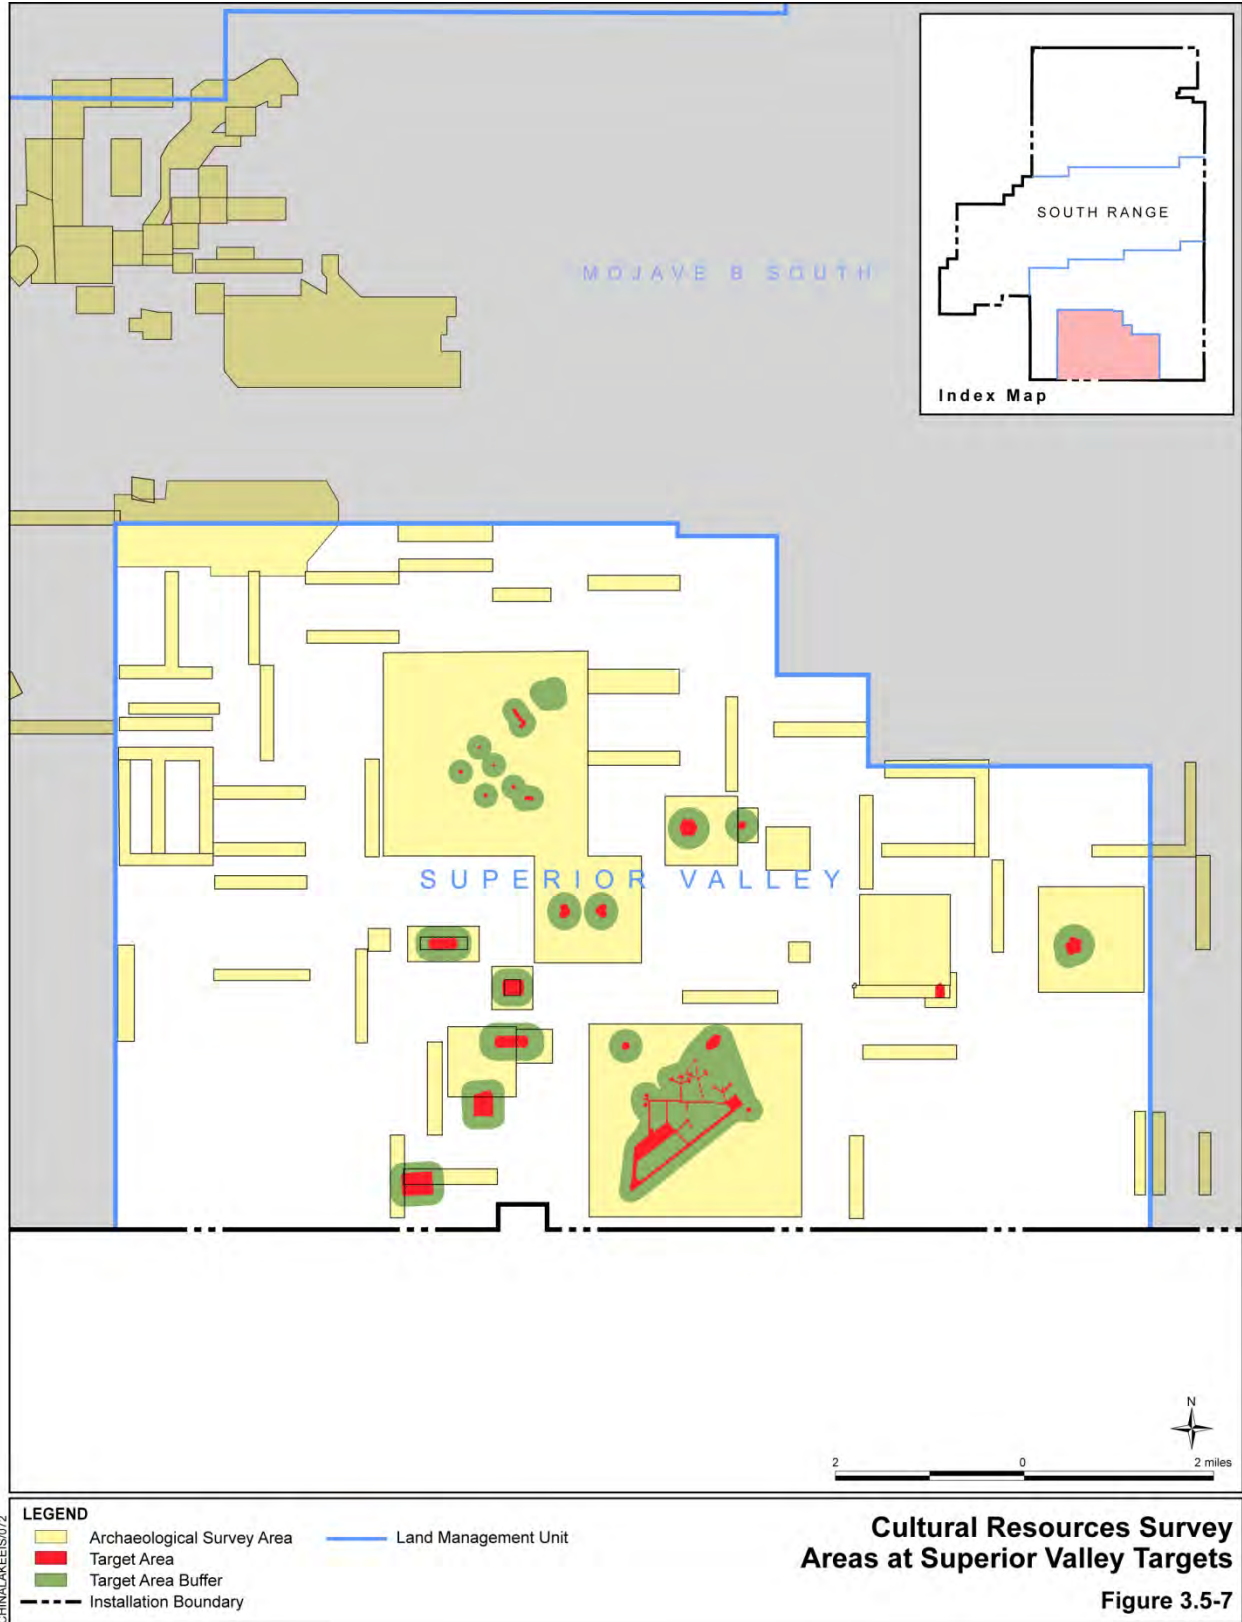 SOUTH RANGE
Index Map
MOJAVE B SOUTH
SUPERIOR VALLEY
N
2 0 2 miles
LEGEND
Archaeological Survey Area
Target Area
Target Area Buffer
Installation Boundary
Land Management Unit
Cultural Resources Survey
Areas at Superior Valley Targets
Figure 3.5-7
CHINALAKEEIS/072